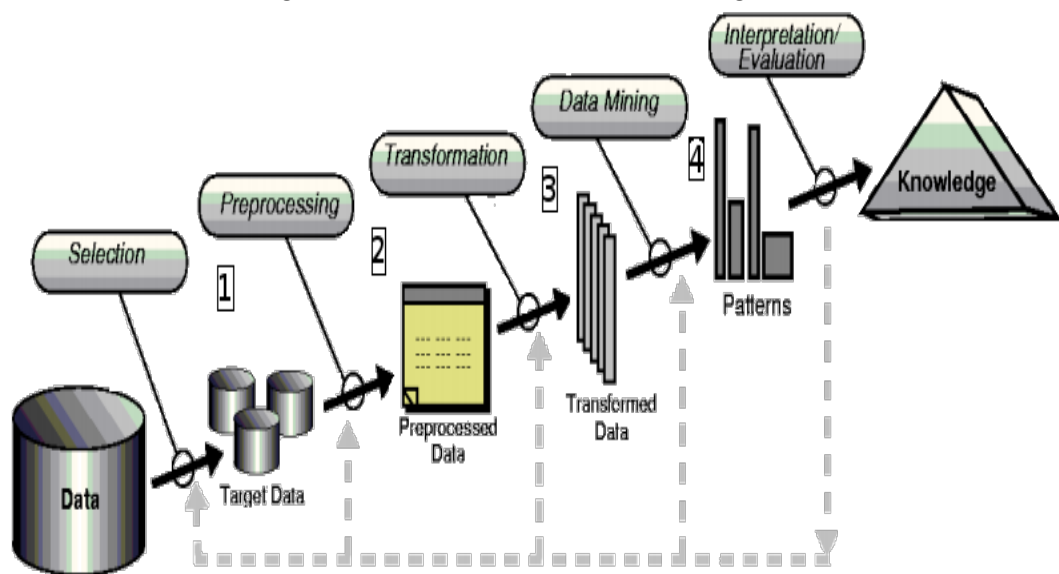 Interpretation/
Evaluation
Data Mining
Transformation
Preprocessing
Selection
1
2
3
4
Data
Target Data
Preprocessed
Data
Transformed
Data
Patterns
Knowledge